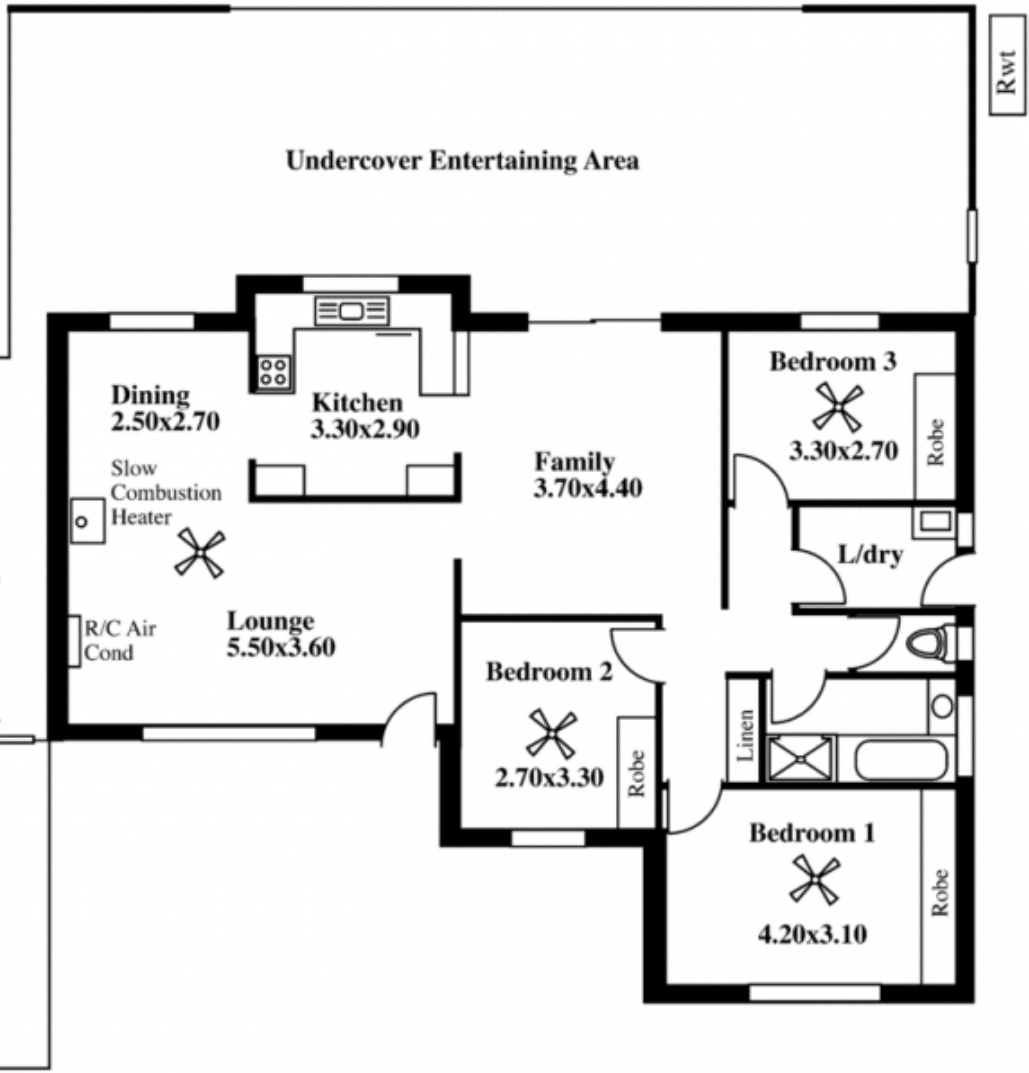 Rwt
Undercover Entertaining Area
Dining
2.50x2.70
Kitchen
3.30x2.90
Bedroom 3
3.30x2.70
Robe
Slow
Combustion
Heater
Family
3.70x4.40
L/dry
R/C Air
Cond
Lounge
5.50x3.60
Bedroom 2
2.70x3.30
Robe
Linen
Bedroom 1
4.20x3.10
Robe